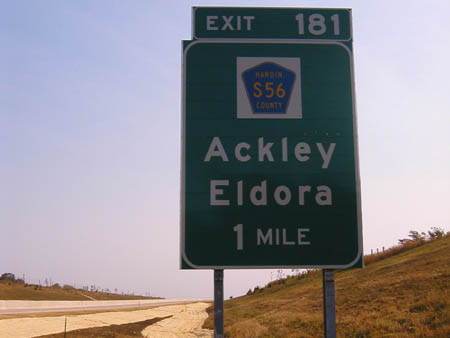 EXIT 181
HARDIN
S56
COUNTY
Ackley
Eldora
1 MILE